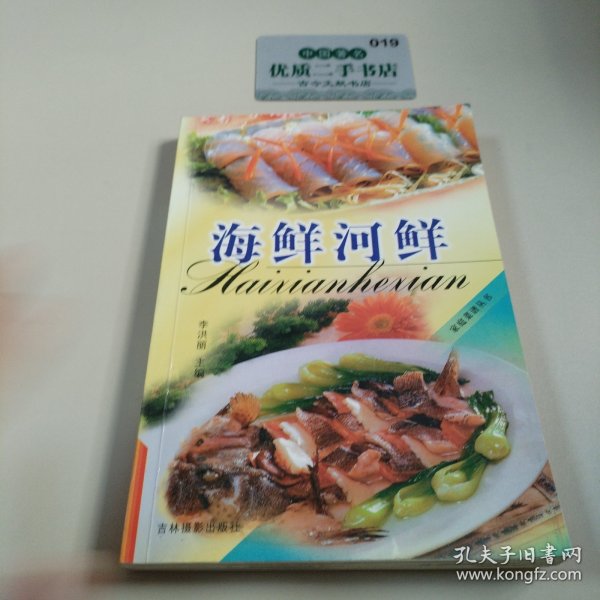 019
中国著名
优质二手书店
古今文献书店
海鲜河鲜
Haixianhexian
家庭菜谱丛书
李洪丽 主编
吉林摄影出版社
孔夫子旧书网
www.kongfz.com